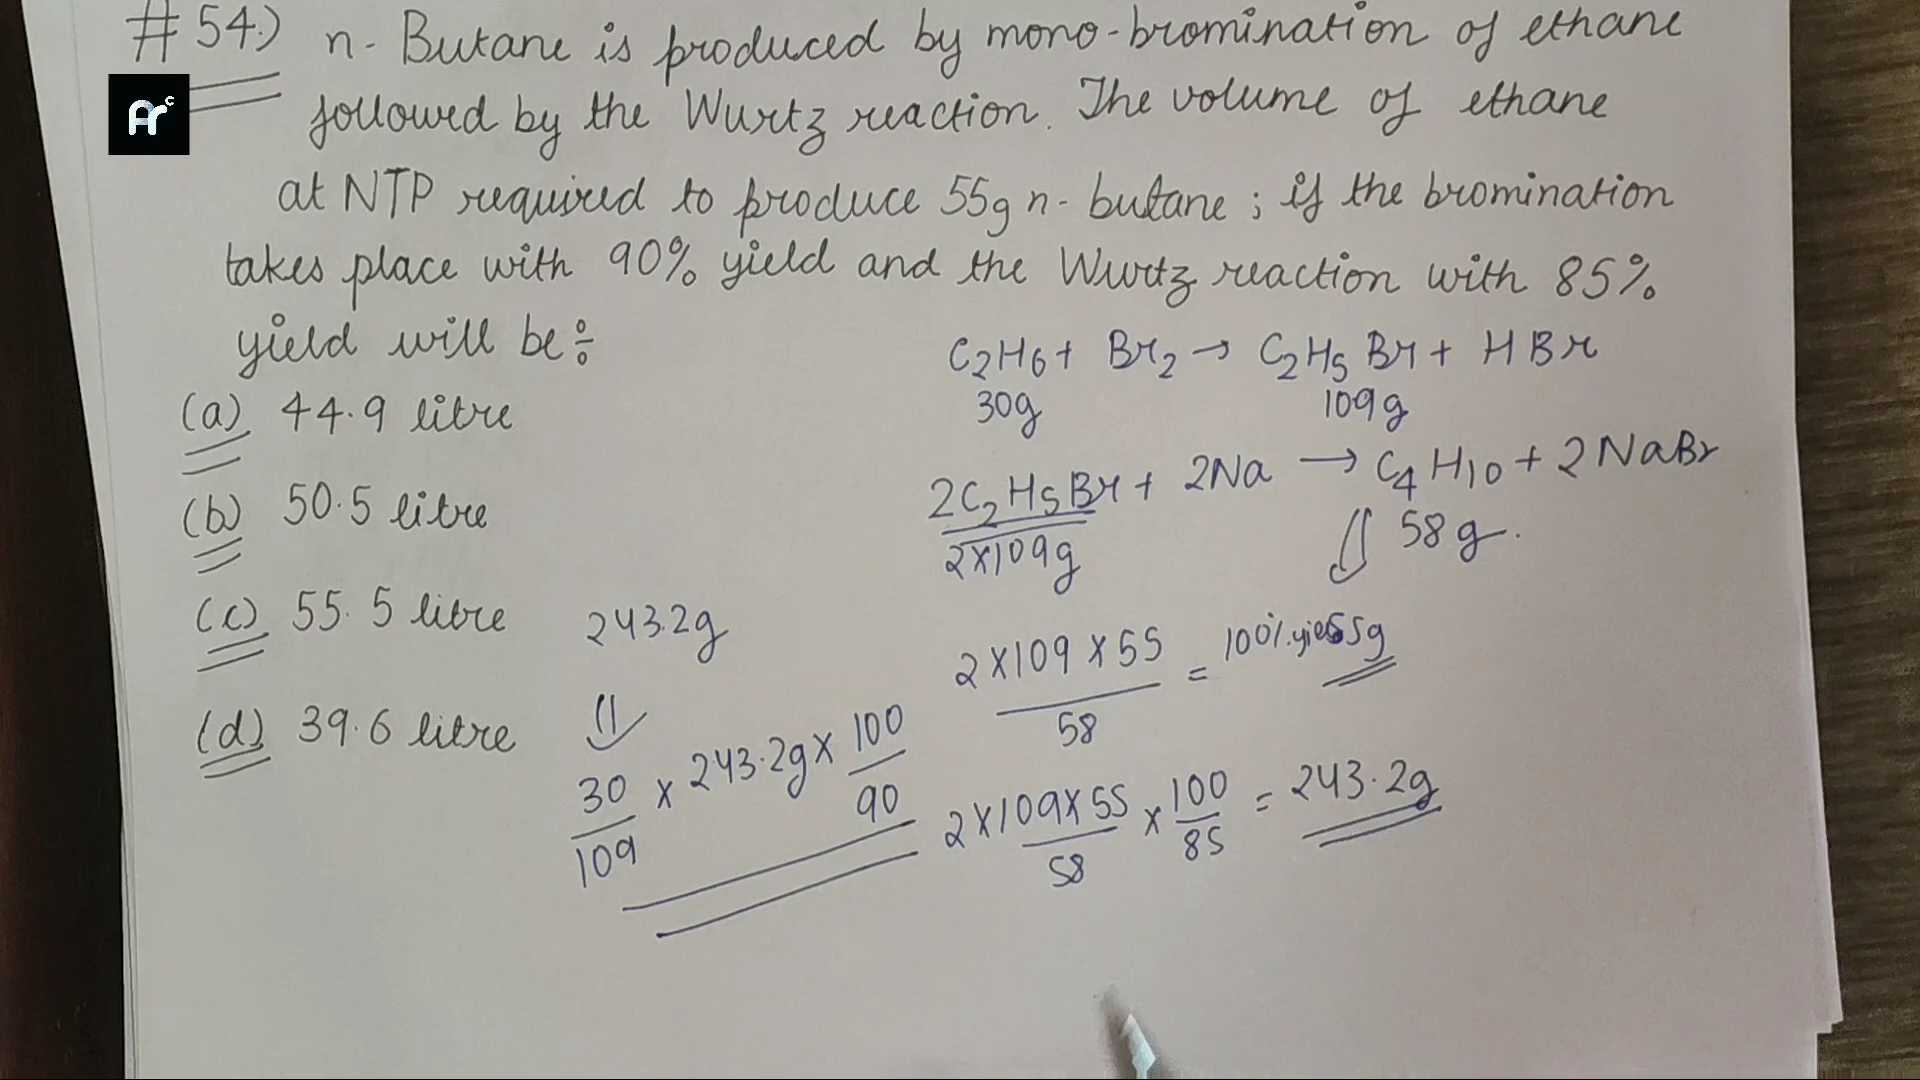 #54.) n-Butane is produced by mono-bromination of ethane
Ar c
followed by the Wurtz reaction. The volume of ethane
at NTP required to produce 55g n-butane; if the bromination
takes place with 90% yield and the Wurtz reaction with 85%
yield will be:
C2H6 + Br2 → C2H5Br + HBr
30g 109g
(a) 44.9 litre
2C2H5Br + 2Na → C4H10 + 2NaBr
2×109g 58g.
(b) 50.5 litre
(c) 55.5 litre
243.2g
2×109×55 / 58 = 100%. 55g
(d) 39.6 litre
30/109 × 243.2g × 100/90
2×109×55/58 × 100/85 = 243.2g